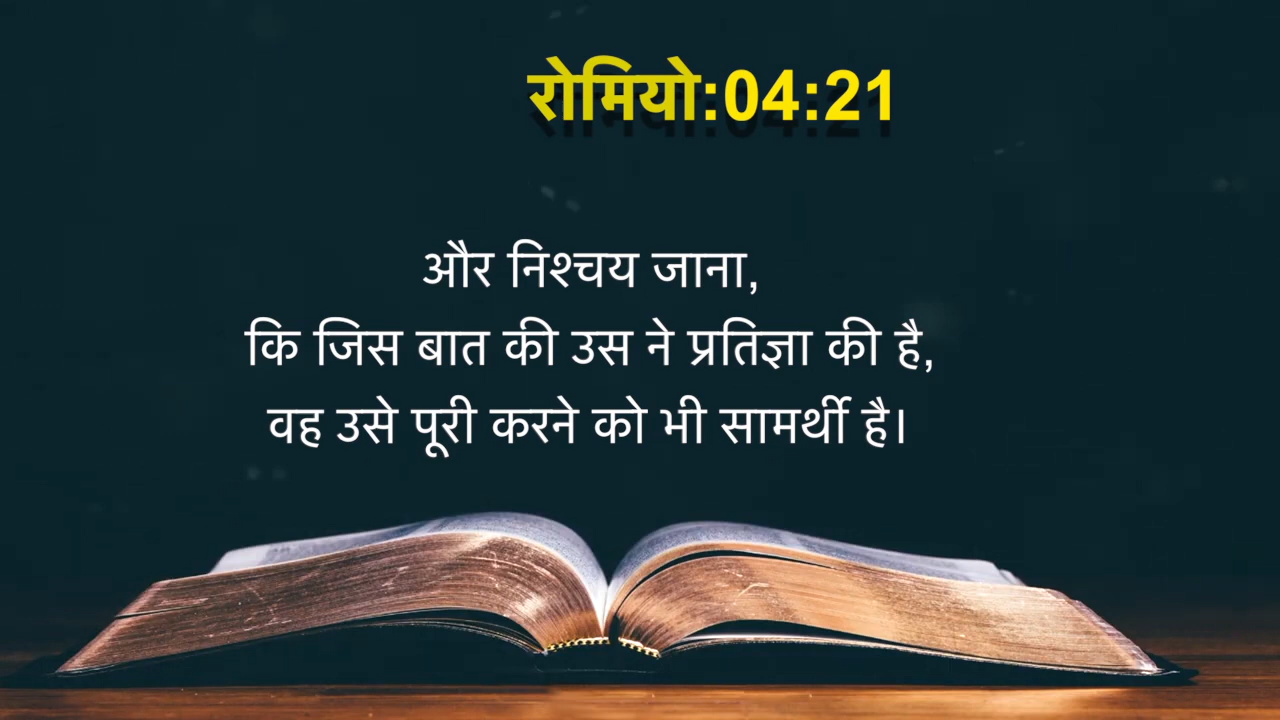 रोमियो:04:21
और निश्चय जाना,
कि जिस बात की उस ने प्रतिज्ञा की है,
वह उसे पूरी करने को भी सामर्थी है।